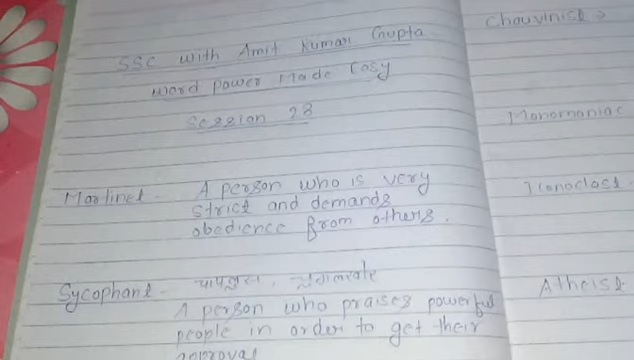 SSC with Amit Kumar Gupta
Word Power Made Easy
Session 28
Martinet - A person who is very
strict and demands
obedience from others.
Sycophant - चापलूस,
A person who praises powerful
people in order to get their
approval
Chauvinist →
Monomaniac
Iconoclast -
Atheist